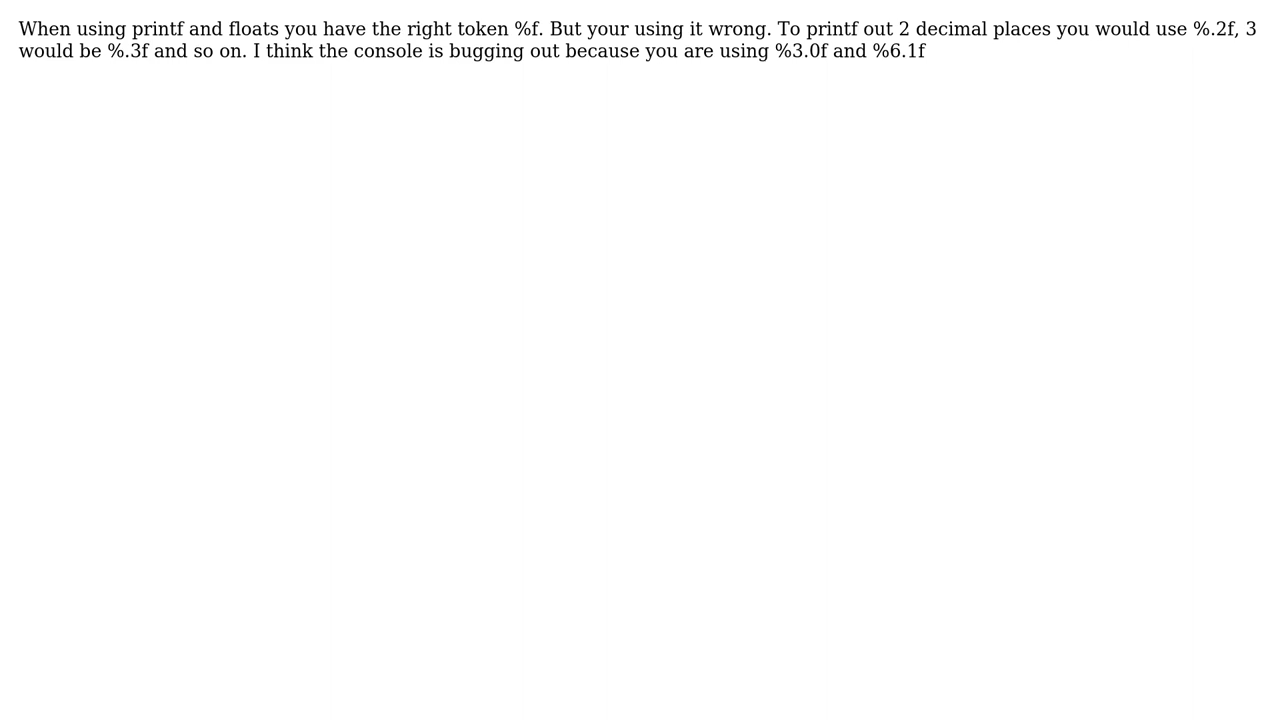 When using printf and floats you have the right token %f. But your using it wrong. To printf out 2 decimal places you would use %.2f, 3
would be %.3f and so on. I think the console is bugging out because you are using %3.0f and %6.1f